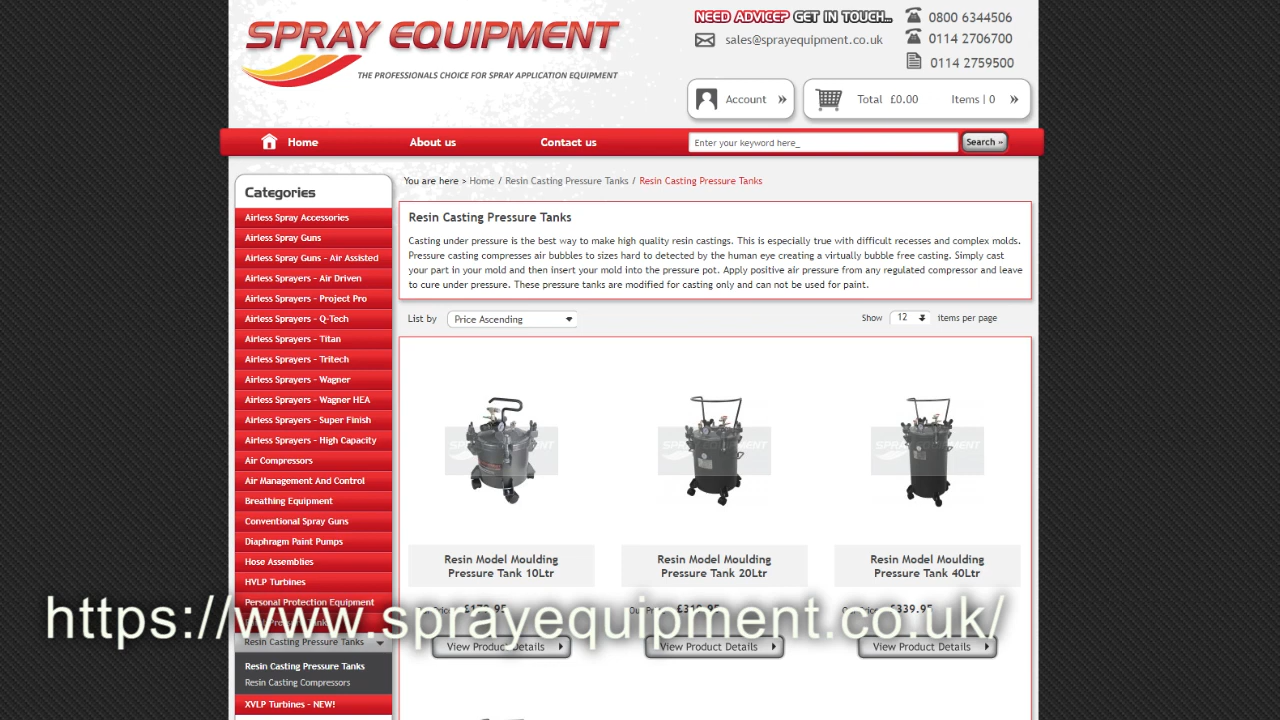 SPRAY EQUIPMENT
THE PROFESSIONALS CHOICE FOR SPRAY APPLICATION EQUIPMENT
NEED ADVICE? GET IN TOUCH...
sales@sprayequipment.co.uk
0800 6344506
0114 2706700
0114 2759500
Account »
Total £0.00 Items | 0 »
Home About us Contact us Enter your keyword here_ Search »
You are here > Home / Resin Casting Pressure Tanks / Resin Casting Pressure Tanks
Categories
Airless Spray Accessories
Airless Spray Guns
Airless Spray Guns - Air Assisted
Airless Sprayers - Air Driven
Airless Sprayers - Project Pro
Airless Sprayers - Q-Tech
Airless Sprayers - Titan
Airless Sprayers - Tritech
Airless Sprayers - Wagner
Airless Sprayers - Wagner HEA
Airless Sprayers - Super Finish
Airless Sprayers - High Capacity
Air Compressors
Air Management And Control
Breathing Equipment
Conventional Spray Guns
Diaphragm Paint Pumps
Hose Assemblies
HVLP Turbines
Personal Protection Equipment
Resin Casting Pressure Tanks
Resin Casting Pressure Tanks
Resin Casting Compressors
XVLP Turbines - NEW!
Resin Casting Pressure Tanks
Casting under pressure is the best way to make high quality resin castings. This is especially true with difficult recesses and complex molds.
Pressure casting compresses air bubbles to sizes hard to detected by the human eye creating a virtually bubble free casting. Simply cast
your part in your mold and then insert your mold into the pressure pot. Apply positive air pressure from any regulated compressor and leave
to cure under pressure. These pressure tanks are modified for casting only and can not be used for paint.
List by Price Ascending Show 12 items per page
SPRAY EQUIPMENT SPRAY EQUIPMENT SPRAY EQUIPMENT
Resin Model Moulding
Pressure Tank 10Ltr
Resin Model Moulding
Pressure Tank 20Ltr
Resin Model Moulding
Pressure Tank 40Ltr
£339.95
https://www.sprayequipment.co.uk/
View Product Details View Product Details View Product Details